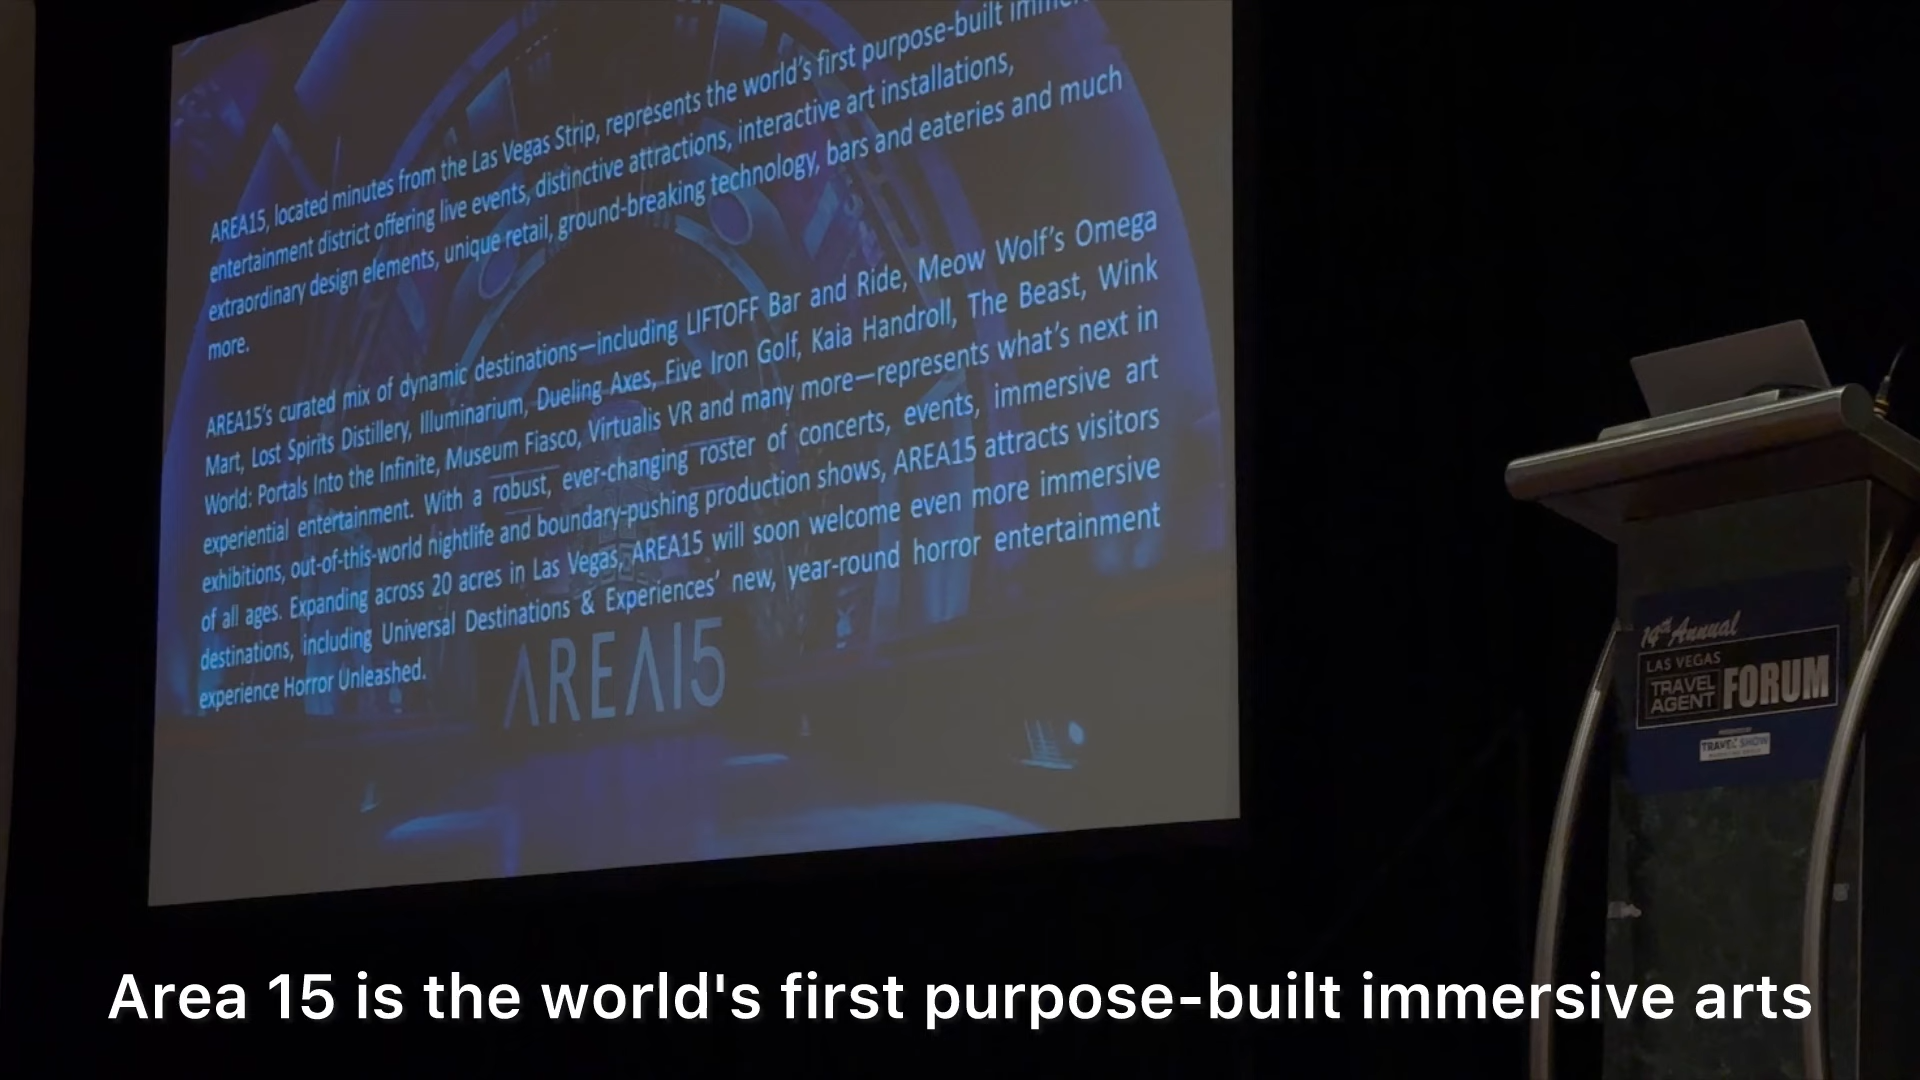 AREA15, located minutes from the Las Vegas Strip, represents the world's first purpose-built
entertainment district offering live events, distinctive attractions, interactive art installations,
extraordinary design elements, unique retail, ground-breaking technology, bars and eateries and much
more.
AREA15's curated mix of dynamic destinations—including LIFTOFF Bar and Ride, Meow Wolf's Omega
Mart, Lost Spirits Distillery, Illuminarium, Dueling Axes, Five Iron Golf, Kaia Handroll, The Beast, Wink
World: Portals Into the Infinite, Museum Fiasco, Virtualis VR and many more—represents what's next in
experiential entertainment. With a robust, ever-changing roster of concerts, events, immersive art
exhibitions, out-of-this-world nightlife and boundary-pushing production shows, AREA15 attracts visitors
of all ages. Expanding across 20 acres in Las Vegas, AREA15 will soon welcome even more immersive
destinations, including Universal Destinations & Experiences' new, year-round horror entertainment
experience Horror Unleashed.
AREA15
14th Annual
LAS VEGAS
TRAVEL
AGENT
FORUM
TRAVEL SHOW
Area 15 is the world's first purpose-built immersive arts